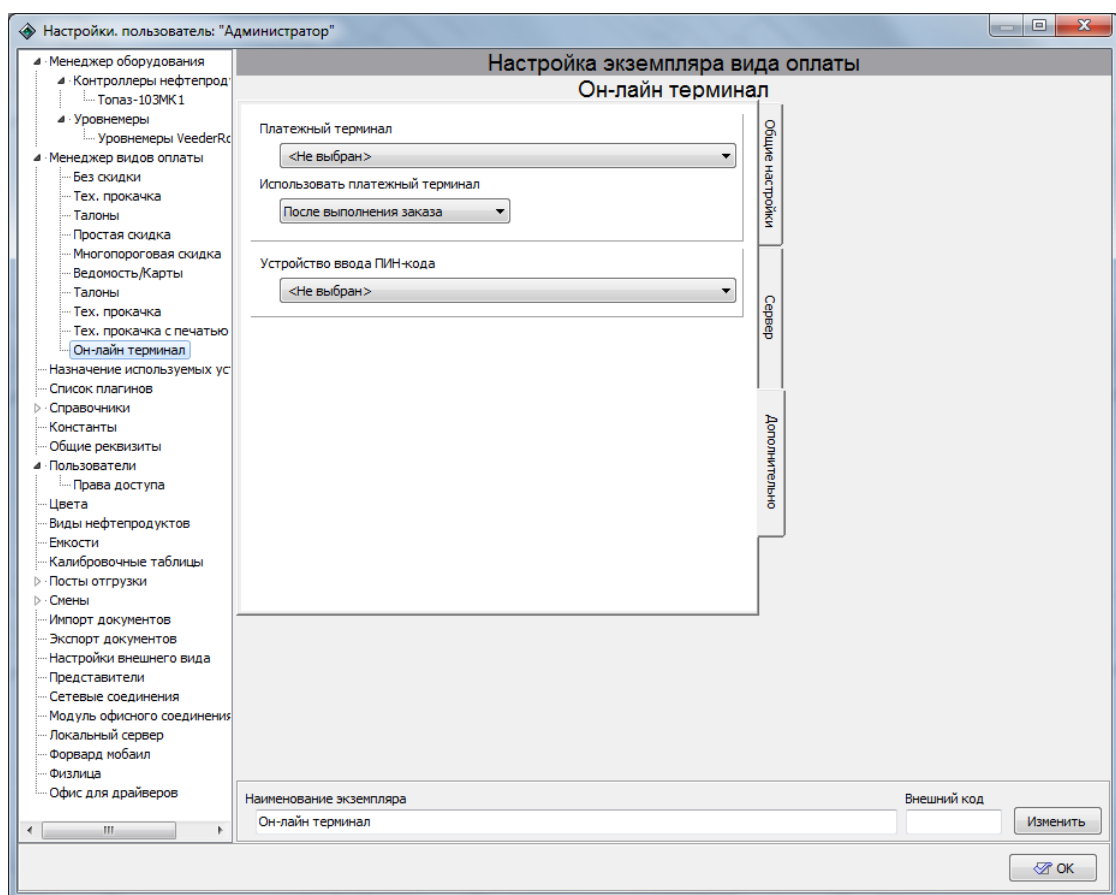 Настройки. пользователь: "Администратор"
Менеджер оборудования
Контроллеры нефтепрод
Топаз-103МК1
Уровнемеры
Уровнемеры VeederRo
Менеджер видов оплаты
Без скидки
Тех. прокачка
Талоны
Простая скидка
Многопороговая скидка
Ведомость/Карты
Талоны
Тех. прокачка
Тех. прокачка с печатью
Он-лайн терминал
Назначение используемых ус
Список плагинов
Справочники
Константы
Общие реквизиты
Пользователи
Права доступа
Цвета
Виды нефтепродуктов
Емкости
Калибровочные таблицы
Посты отгрузки
Смены
Импорт документов
Экспорт документов
Настройки внешнего вида
Представители
Сетевые соединения
Модуль офисного соединения
Локальный сервер
Форвард мобаил
Физлица
Офис для драйверов
Настройка экземпляра вида оплаты
Он-лайн терминал
Платежный терминал
<Не выбран>
Использовать платежный терминал
После выполнения заказа
Устройство ввода ПИН-кода
<Не выбран>
Общие настройки
Сервер
Дополнительно
Наименование экземпляра
Внешний код
Он-лайн терминал
Изменить
OK